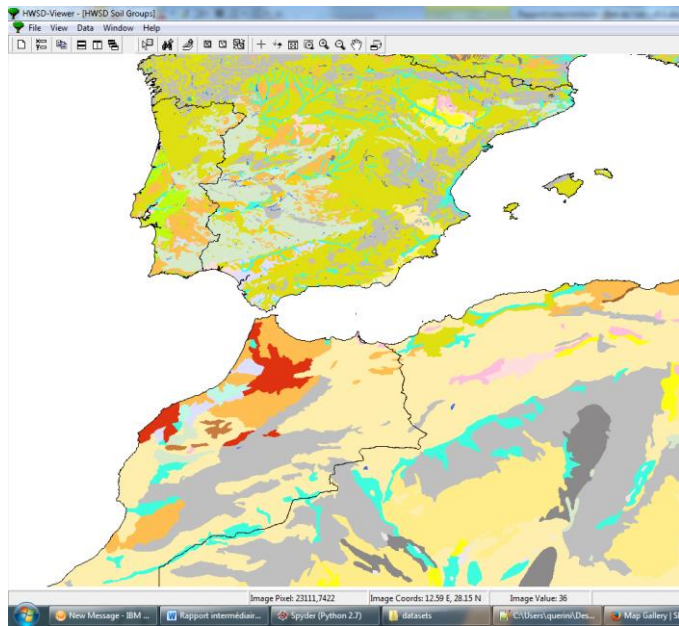 HWSD-Viewer - [HWSD Soil Groups]
File View Data Window Help
Image Pixel: 23111,7422 Image Coords: 12.59 E, 28.15 N Image Value: 36
New Message - IBM ... Rapport intermédiair... Spyder (Python 2.7) datasets C:\Users\querini\Des... Map Gallery | S